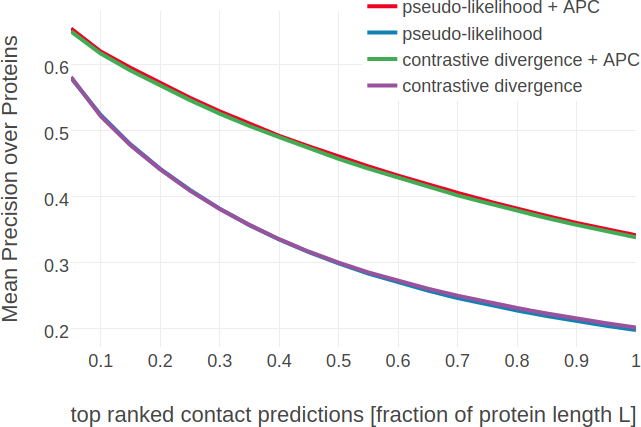 pseudo-likelihood + APC
pseudo-likelihood
contrastive divergence + APC
contrastive divergence
Mean Precision over Proteins
0.6
0.5
0.4
0.3
0.2
0.1 0.2 0.3 0.4 0.5 0.6 0.7 0.8 0.9 1
top ranked contact predictions [fraction of protein length L]